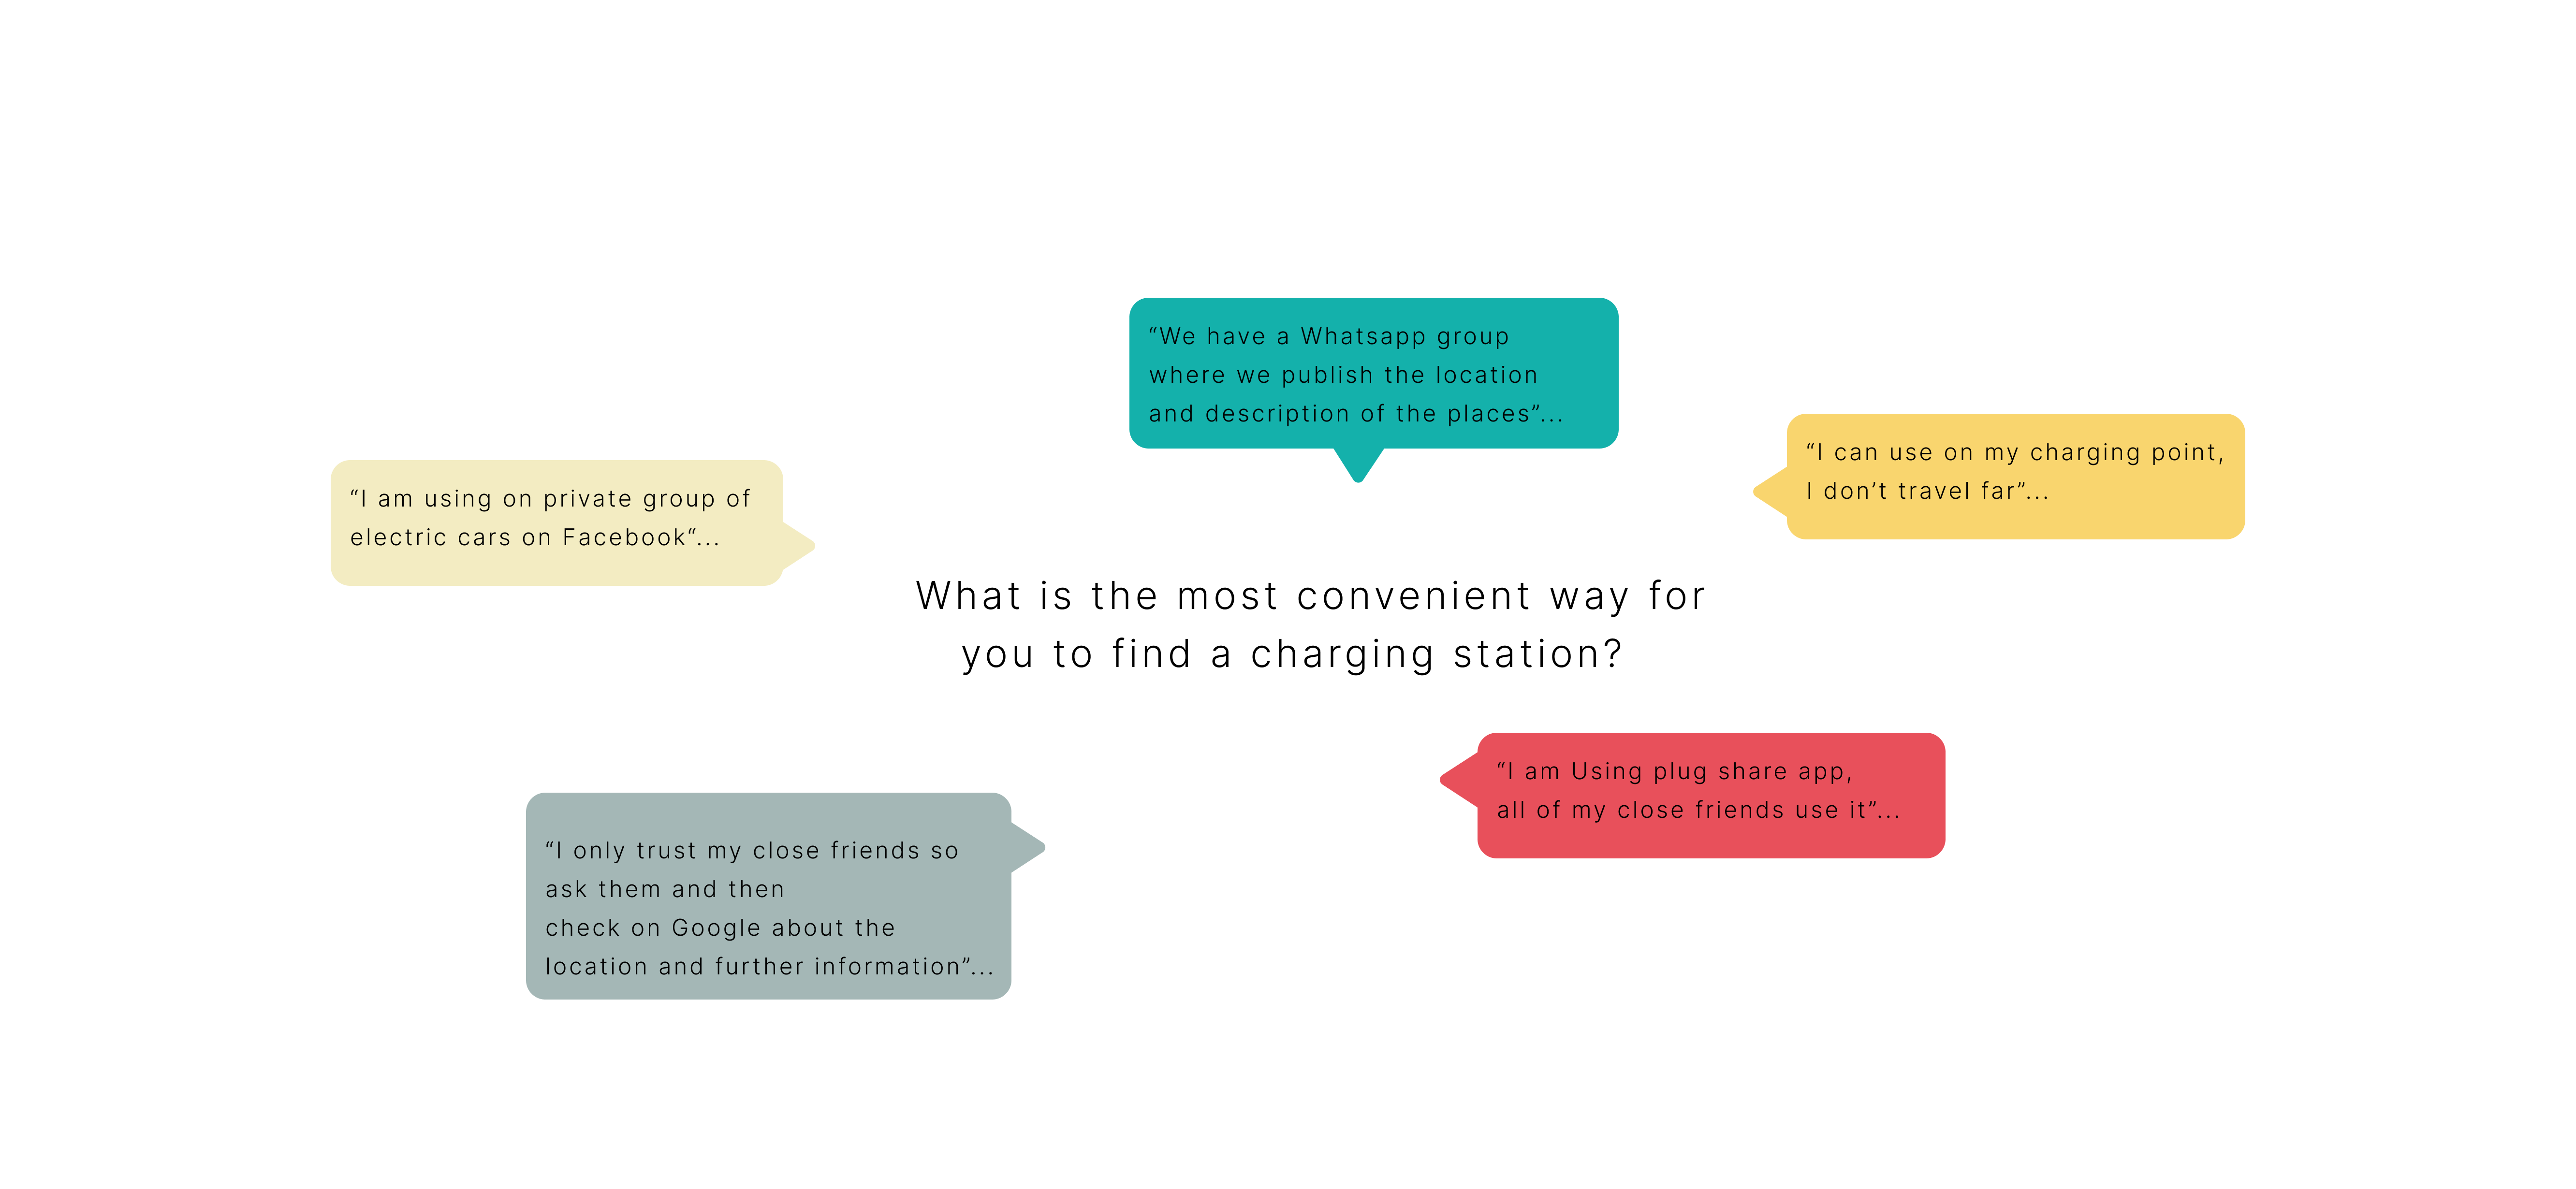 “We have a Whatsapp group
where we publish the location
and description of the places”...
“I can use on my charging point,
I don’t travel far”...
“I am using on private group of
electric cars on Facebook“...
What is the most convenient way for
you to find a charging station?
“I am Using plug share app,
all of my close friends use it”...
“I only trust my close friends so
ask them and then
check on Google about the
location and further information”...